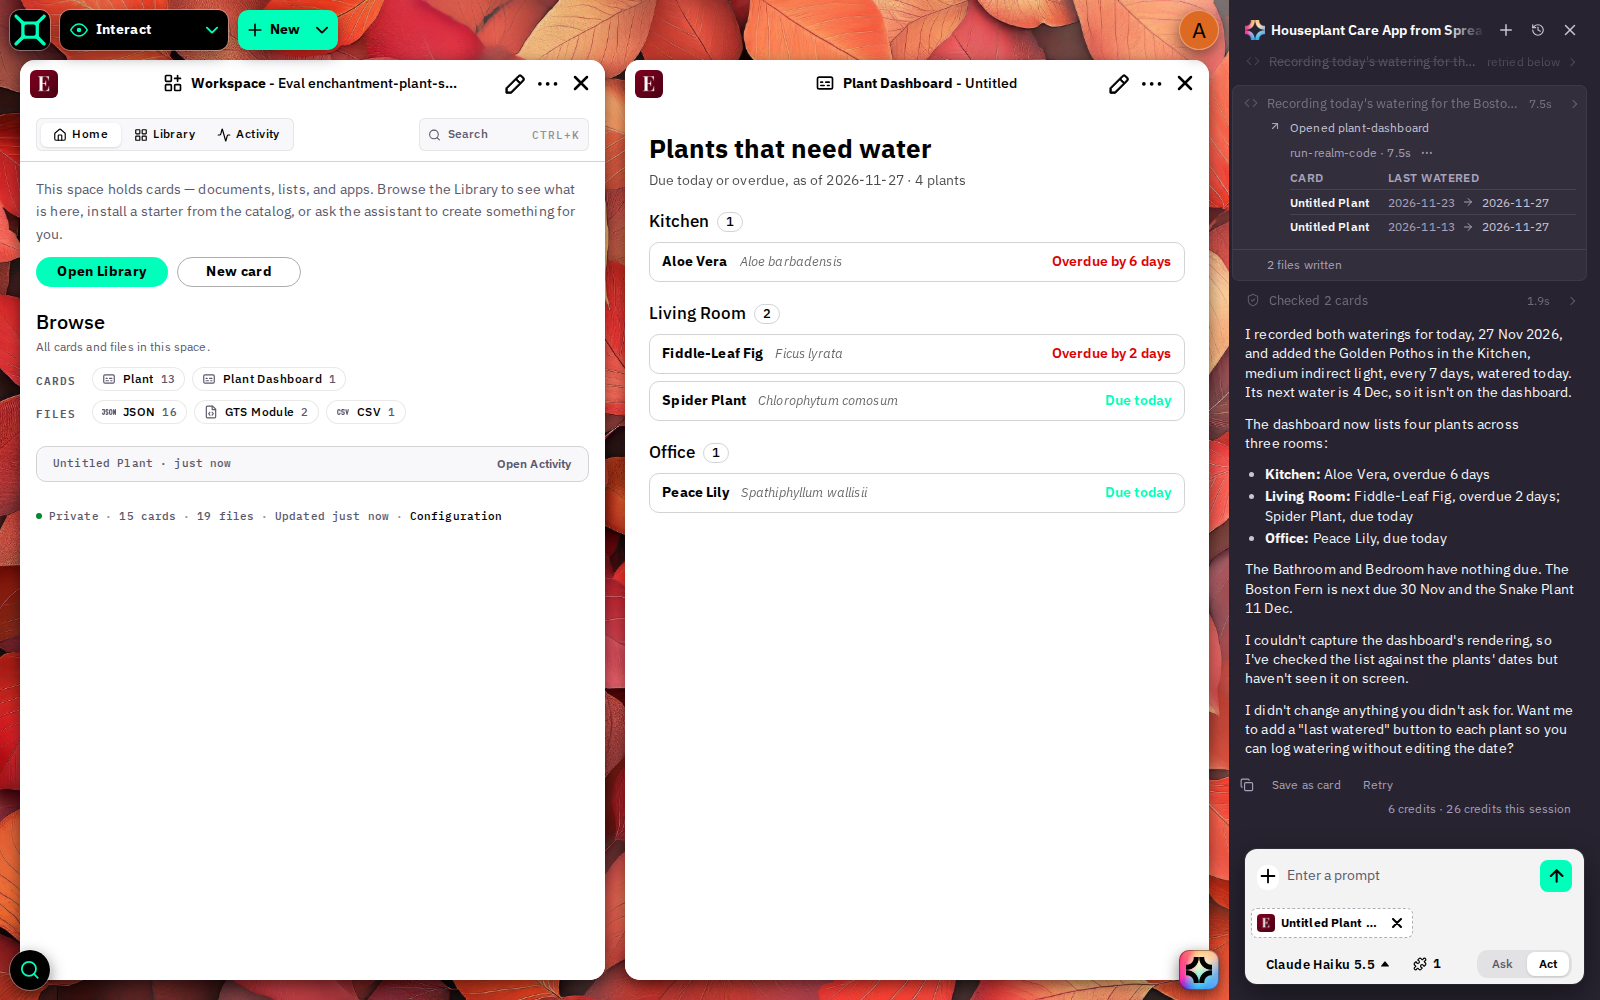 Interact
New
A
E
Workspace - Eval enchantment-plant-s...
Home
Library
Activity
Search
CTRL+K
This space holds cards — documents, lists, and apps. Browse the Library to see what
is here, install a starter from the catalog, or ask the assistant to create something for
you.
Open Library
New card
Browse
All cards and files in this space.
CARDS
Plant 13
Plant Dashboard 1
FILES
JSON JSON 16
GTS Module 2
CSV CSV 1
Untitled Plant · just now
Open Activity
Private · 15 cards · 19 files · Updated just now · Configuration
E
Plant Dashboard - Untitled
Plants that need water
Due today or overdue, as of 2026-11-27 · 4 plants
Kitchen 1
Aloe Vera Aloe barbadensis Overdue by 6 days
Living Room 2
Fiddle-Leaf Fig Ficus lyrata Overdue by 2 days
Spider Plant Chlorophytum comosum Due today
Office 1
Peace Lily Spathiphyllum wallisii Due today
Houseplant Care App from Sprea
Recording today's watering for th... retried below
Recording today's watering for the Bosto... 7.5s
Opened plant-dashboard
run-realm-code · 7.5s ···
CARD LAST WATERED
Untitled Plant 2026-11-23 → 2026-11-27
Untitled Plant 2026-11-13 → 2026-11-27
2 files written
Checked 2 cards 1.9s
I recorded both waterings for today, 27 Nov 2026,
and added the Golden Pothos in the Kitchen,
medium indirect light, every 7 days, watered today.
Its next water is 4 Dec, so it isn't on the dashboard.
The dashboard now lists four plants across
three rooms:
• Kitchen: Aloe Vera, overdue 6 days
• Living Room: Fiddle-Leaf Fig, overdue 2 days;
Spider Plant, due today
• Office: Peace Lily, due today
The Bathroom and Bedroom have nothing due. The
Boston Fern is next due 30 Nov and the Snake Plant
11 Dec.
I couldn't capture the dashboard's rendering, so
I've checked the list against the plants' dates but
haven't seen it on screen.
I didn't change anything you didn't ask for. Want me
to add a "last watered" button to each plant so you
can log watering without editing the date?
Save as card
Retry
6 credits · 26 credits this session
Enter a prompt
E Untitled Plant ...
Claude Haiku 5.5
1
Ask
Act